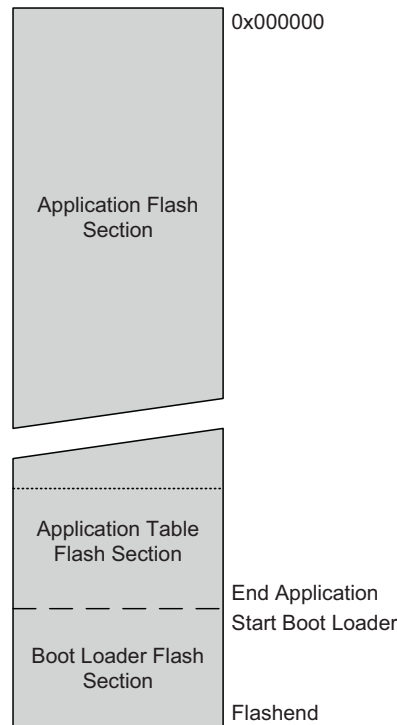 0x000000
Application Flash
Section
Application Table
Flash Section
End Application
Start Boot Loader
Boot Loader Flash
Section
Flashend